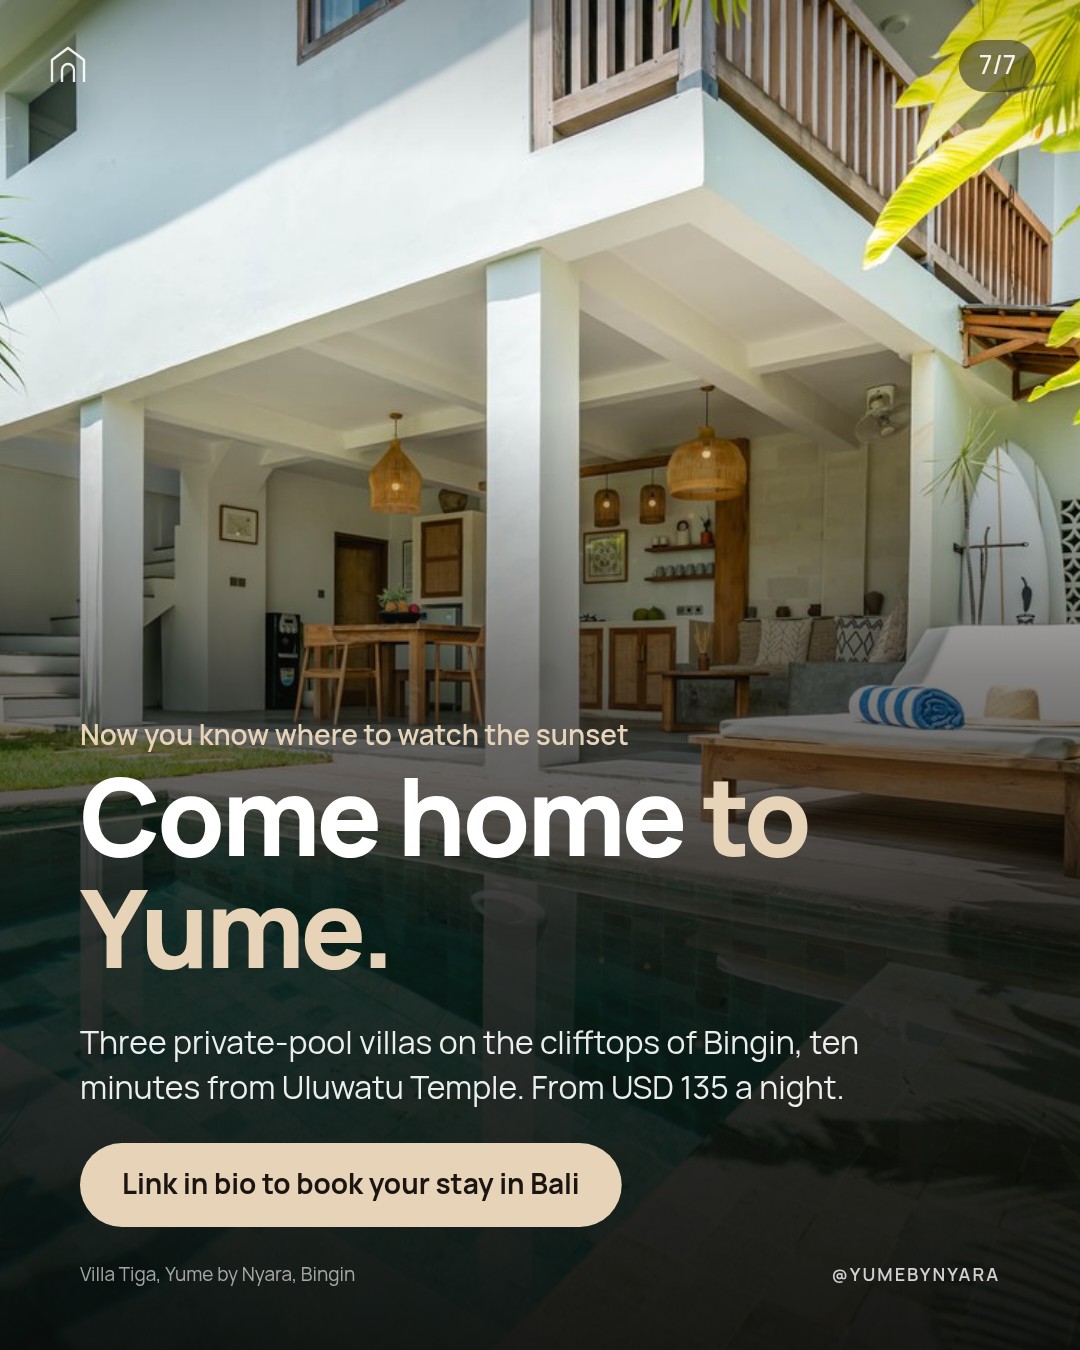 7/7
Now you know where to watch the sunset
Come home to
Yume.
Three private-pool villas on the clifftops of Bingin, ten
minutes from Uluwatu Temple. From USD 135 a night.
Link in bio to book your stay in Bali
Villa Tiga, Yume by Nyara, Bingin
@YUMEBYNYARA